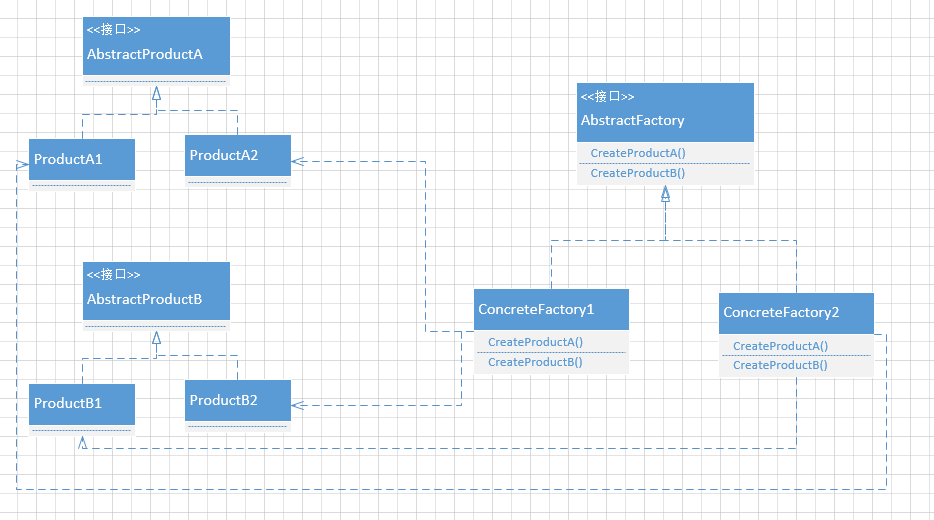 <<接口>>
AbstractProductA
ProductA1
ProductA2
<<接口>>
AbstractFactory
CreateProductA()
CreateProductB()
<<接口>>
AbstractProductB
ProductB1
ProductB2
ConcreteFactory1
CreateProductA()
CreateProductB()
ConcreteFactory2
CreateProductA()
CreateProductB()